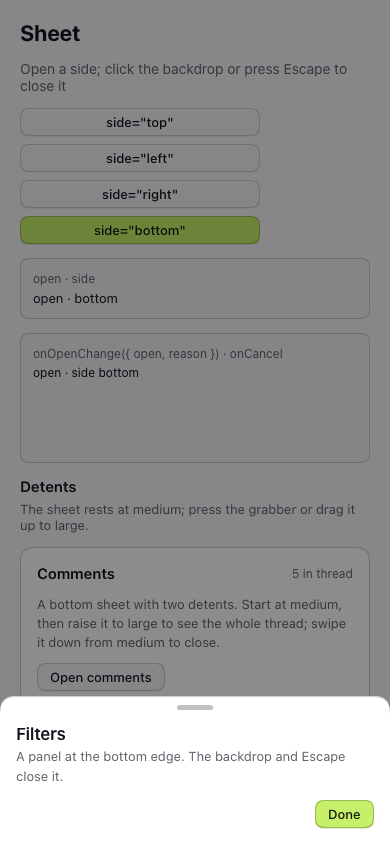 Sheet
Open a side; click the backdrop or press Escape to
close it
side="top"
side="left"
side="right"
side="bottom"
open · side
open · bottom
onOpenChange({ open, reason }) · onCancel
open · side bottom
Detents
The sheet rests at medium; press the grabber or drag it
up to large.
Comments
5 in thread
A bottom sheet with two detents. Start at medium,
then raise it to large to see the whole thread; swipe
it down from medium to close.
Open comments
Filters
A panel at the bottom edge. The backdrop and Escape
close it.
Done